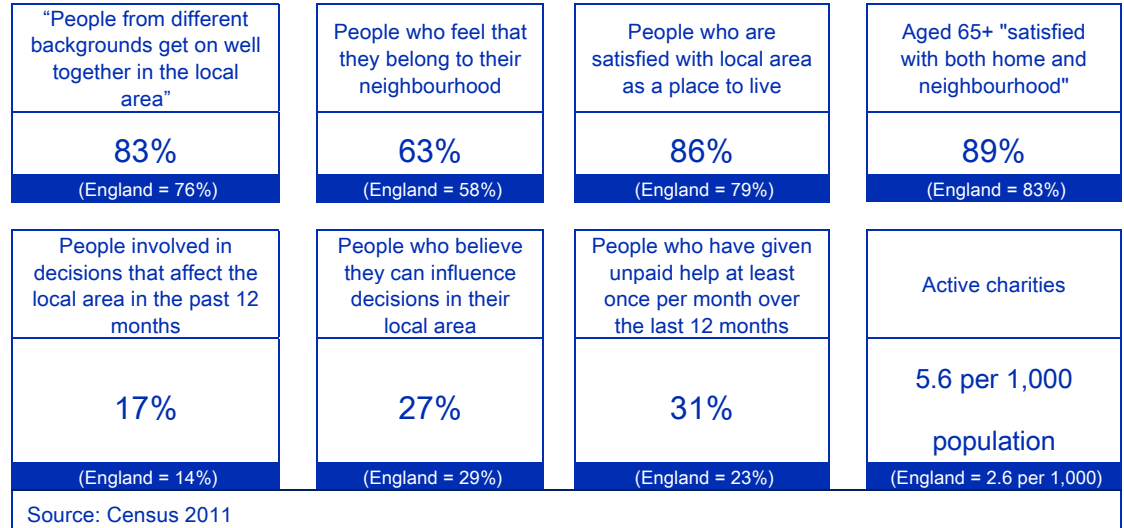 “People from different
backgrounds get on well
together in the local
area”
83%
(England = 76%)
People who feel that
they belong to their
neighbourhood
63%
(England = 58%)
People who are
satisfied with local area
as a place to live
86%
(England = 79%)
Aged 65+ "satisfied
with both home and
neighbourhood"
89%
(England = 83%)
People involved in
decisions that affect the
local area in the past 12
months
17%
(England = 14%)
People who believe
they can influence
decisions in their
local area
27%
(England = 29%)
People who have given
unpaid help at least
once per month over
the last 12 months
31%
(England = 23%)
Active charities
5.6 per 1,000
population
(England = 2.6 per 1,000)
Source: Census 2011